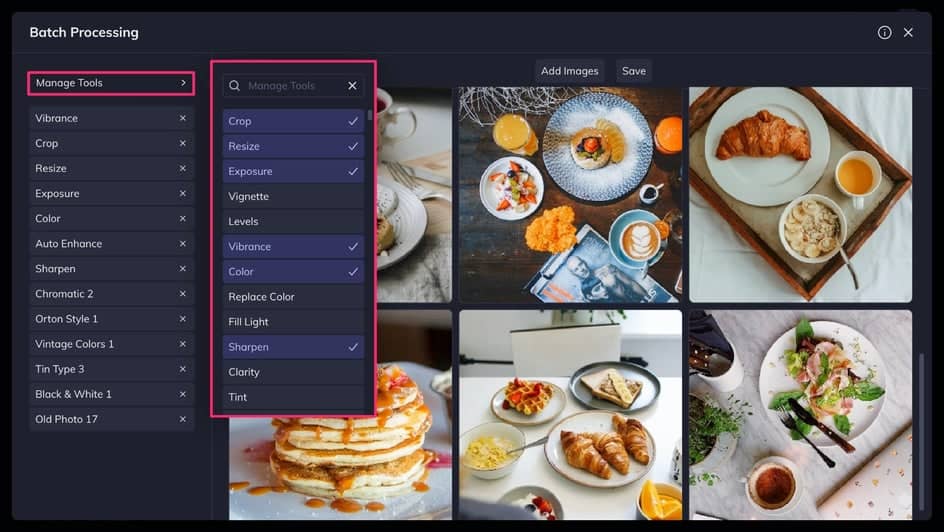 Batch Processing
Manage Tools
Vibrance
Crop
Resize
Exposure
Color
Auto Enhance
Sharpen
Chromatic 2
Orton Style 1
Vintage Colors 1
Tin Type 3
Black & White 1
Old Photo 17
Manage Tools
Crop
Resize
Exposure
Vignette
Levels
Vibrance
Color
Replace Color
Fill Light
Sharpen
Clarity
Tint
Add Images
Save